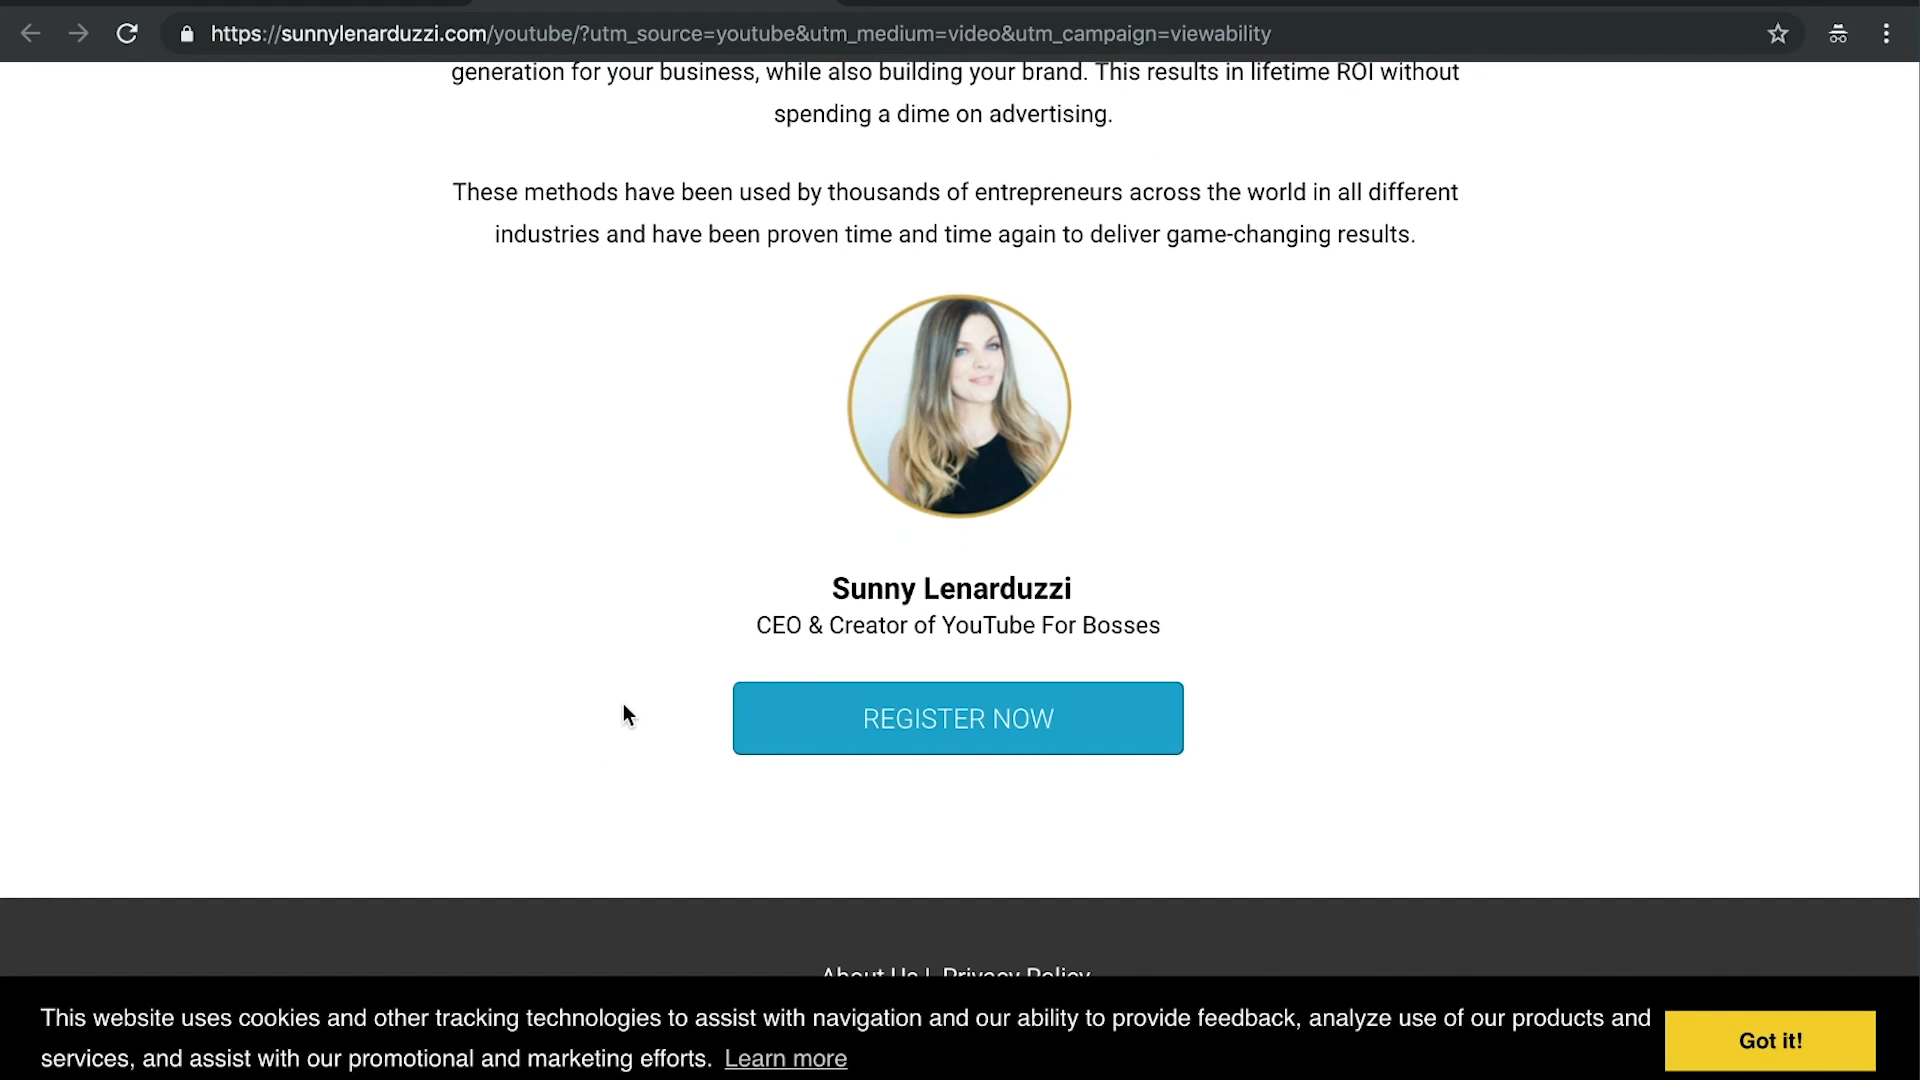 https://sunnylenarduzzi.com/youtube/?utm_source=youtube&utm_medium=video&utm_campaign=viewability
generation for your business, while also building your brand. This results in lifetime ROI without
spending a dime on advertising.
These methods have been used by thousands of entrepreneurs across the world in all different
industries and have been proven time and time again to deliver game-changing results.
Sunny Lenarduzzi
CEO & Creator of YouTube For Bosses
REGISTER NOW
About Us | Privacy Policy
This website uses cookies and other tracking technologies to assist with navigation and our ability to provide feedback, analyze use of our products and
services, and assist with our promotional and marketing efforts. Learn more
Got it!